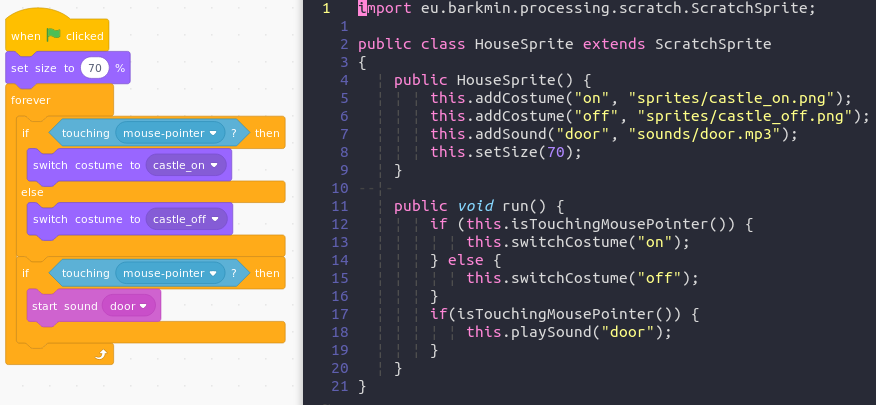 when clicked
set size to 70 %
forever
if touching mouse-pointer ? then
switch costume to castle_on
else
switch costume to castle_off
if touching mouse-pointer ? then
start sound door
1 import eu.barkmin.processing.scratch.ScratchSprite;
1
2 public class HouseSprite extends ScratchSprite
3 {
4 public HouseSprite() {
5 this.addCostume("on", "sprites/castle_on.png");
6 this.addCostume("off", "sprites/castle_off.png");
7 this.addSound("door", "sounds/door.mp3");
8 this.setSize(70);
9 }
10
11 public void run() {
12 if (this.isTouchingMousePointer()) {
13 this.switchCostume("on");
14 } else {
15 this.switchCostume("off");
16 }
17 if(isTouchingMousePointer()) {
18 this.playSound("door");
19 }
20 }
21 }